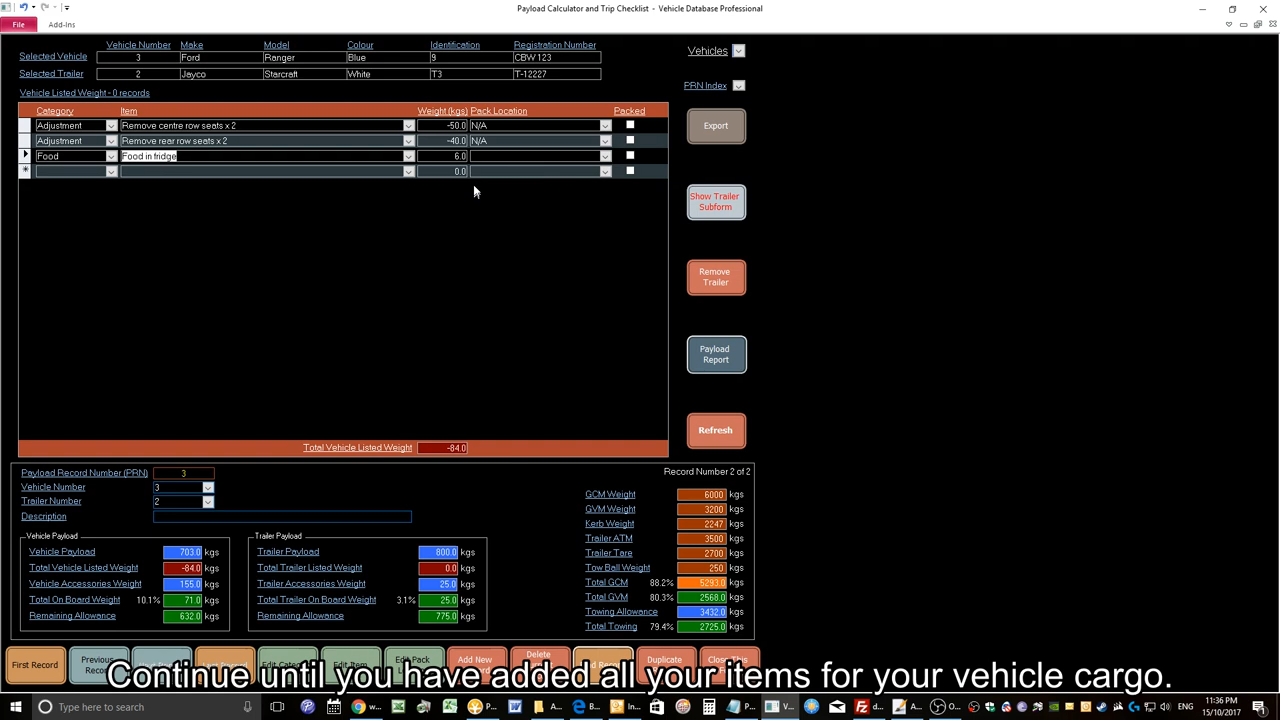 Payload Calculator and Trip Checklist - Vehicle Database Professional
File Add-Ins
Vehicle Number Make Model Colour Identification Registration Number
Selected Vehicle 3 Ford Ranger Blue 9 CBW 123
Selected Trailer 2 Jayco Starcraft White T3 T-12227
Vehicles
PRN Index
Vehicle Listed Weight - 0 records
Category Item Weight (kgs) Pack Location Packed
Adjustment Remove centre row seats x 2 -50.0 N/A
Adjustment Remove rear row seats x 2 -40.0 N/A
Food Food in fridge 6.0
* 0.0
Export
Show Trailer
Subform
Remove
Trailer
Payload
Report
Refresh
Total Vehicle Listed Weight -84.0
Payload Record Number (PRN) 3
Vehicle Number 3
Trailer Number 2
Description
Record Number 2 of 2
GCM Weight 6000 kgs
GVM Weight 3200 kgs
Kerb Weight 2247 kgs
Trailer ATM 3500 kgs
Trailer Tare 2700 kgs
Tow Ball Weight 250 kgs
Total GCM 88.2% 5293.0 kgs
Total GVM 80.3% 2568.0 kgs
Towing Allowance 3432.0 kgs
Total Towing 79.4% 2725.0 kgs
Vehicle Payload
Vehicle Payload 703.0 kgs
Total Vehicle Listed Weight -84.0 kgs
Vehicle Accessories Weight 155.0 kgs
Total On Board Weight 10.1% 71.0 kgs
Remaining Allowance 632.0 kgs
Trailer Payload
Trailer Payload 800.0 kgs
Total Trailer Listed Weight 0.0 kgs
Trailer Accessories Weight 25.0 kgs
Total Trailer On Board Weight 3.1% 25.0 kgs
Remaining Allowance 775.0 kgs
First Record
Previous
Edit Item
Edit Pack
Add New
Delete
Duplicate
Close This
Continue until you have added all your items for your vehicle cargo.
Type here to search
ENG
11:36 PM
15/10/2017